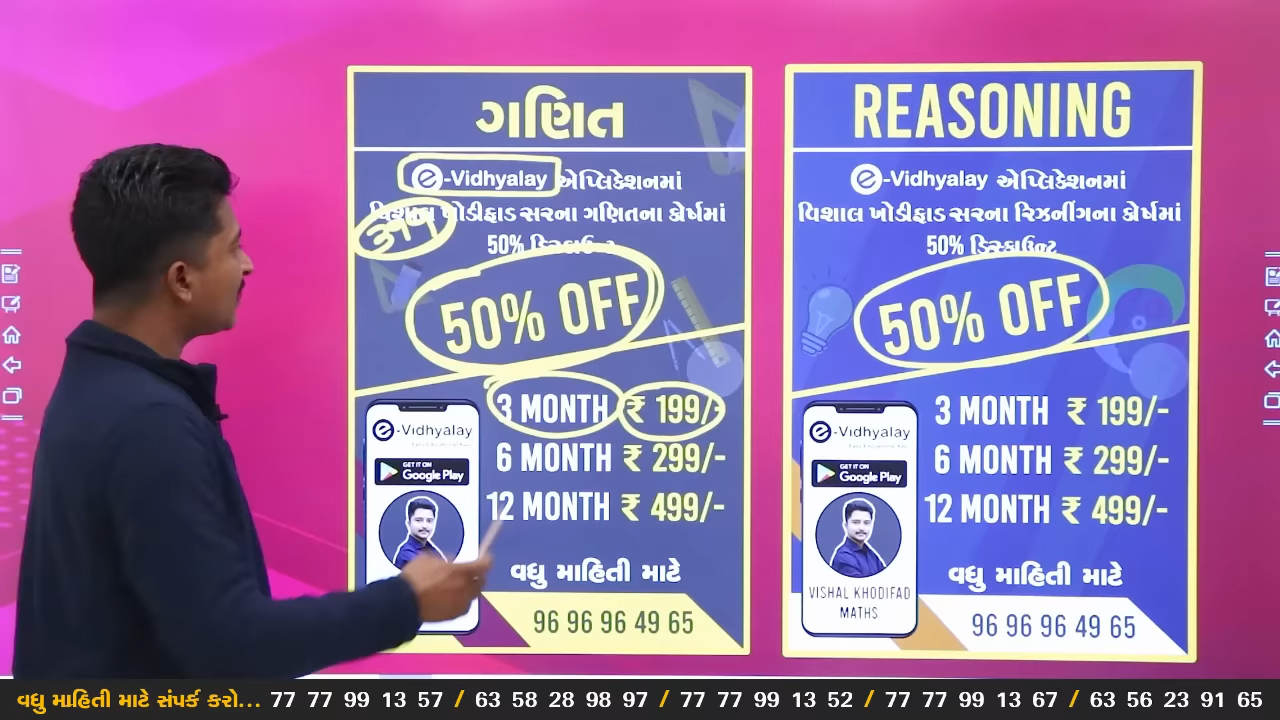 ગણિત
e-Vidhyalay એપ્લિકેશનમાં
વિશાલ ખોડીફાડ સરના ગણિતના કોર્ષમાં
399
50% ડિસ્કાઉન્ટ
50% OFF
3 MONTH ₹ 199/-
6 MONTH ₹ 299/-
12 MONTH ₹ 499/-
e-Vidhyalay
GET IT ON
Google Play
વધુ માહિતી માટે
96 96 96 49 65
REASONING
e-Vidhyalay એપ્લિકેશનમાં
વિશાલ ખોડીફાડ સરના રિઝનીંગના કોર્ષમાં
50% ડિસ્કાઉન્ટ
50% OFF
3 MONTH ₹ 199/-
6 MONTH ₹ 299/-
12 MONTH ₹ 499/-
e-Vidhyalay
GET IT ON
Google Play
VISHAL KHODIFAD
MATHS
વધુ માહિતી માટે
96 96 96 49 65
વધુ માહિતી માટે સંપર્ક કરો... 77 77 99 13 57 / 63 58 28 98 97 / 77 77 99 13 52 / 77 77 99 13 67 / 63 56 23 91 65